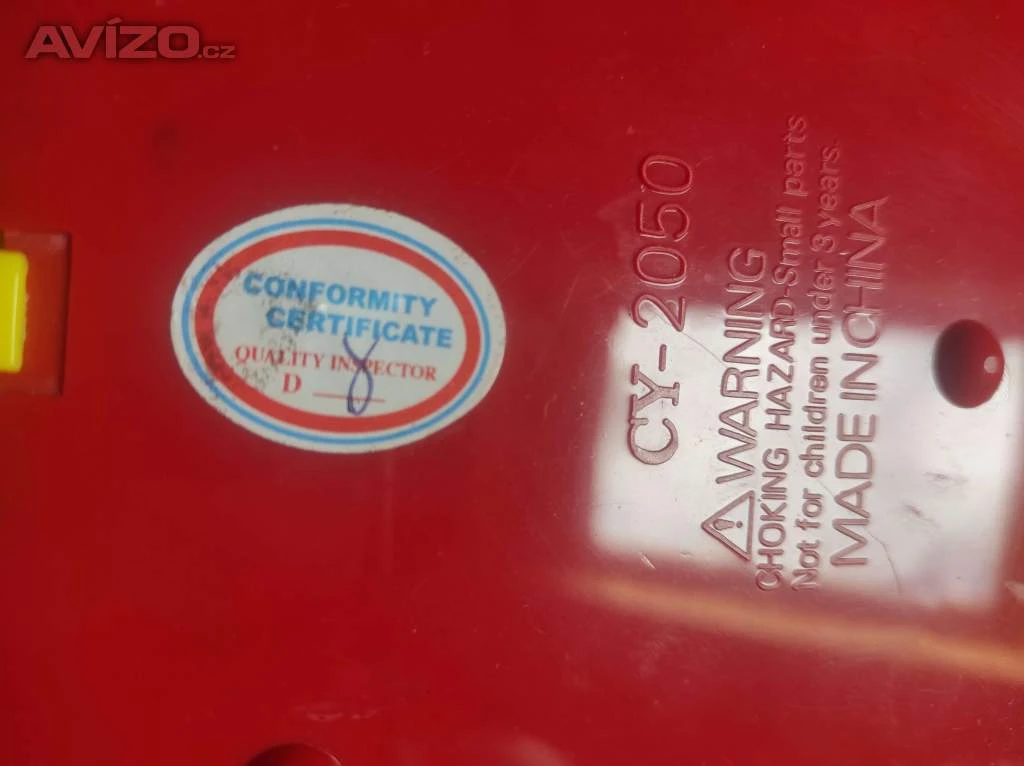 AVÍZO.cz
CONFORMITY
CERTIFICATE
QUALITY INSPECTOR
D 8
CY-2050
WARNING
CHOKING HAZARD-Small parts
Not for children under 3 years.
MADE IN CHINA